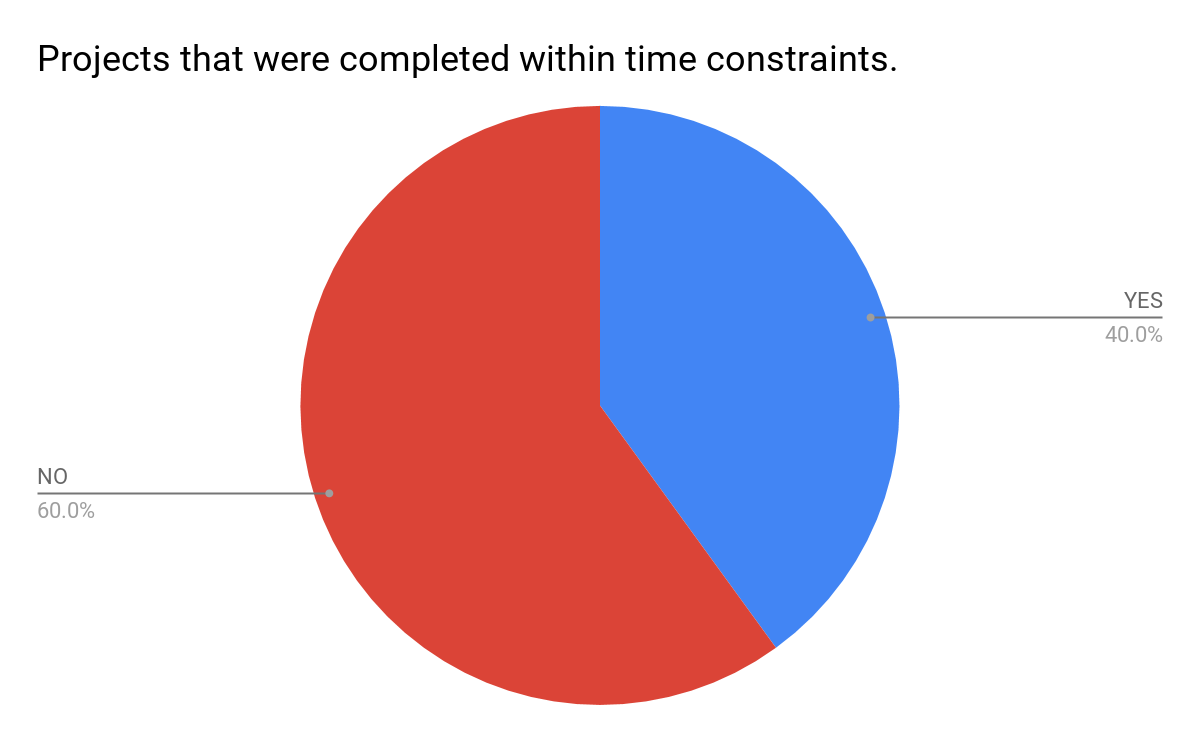 Projects that were completed within time constraints.
YES
40.0%
NO
60.0%